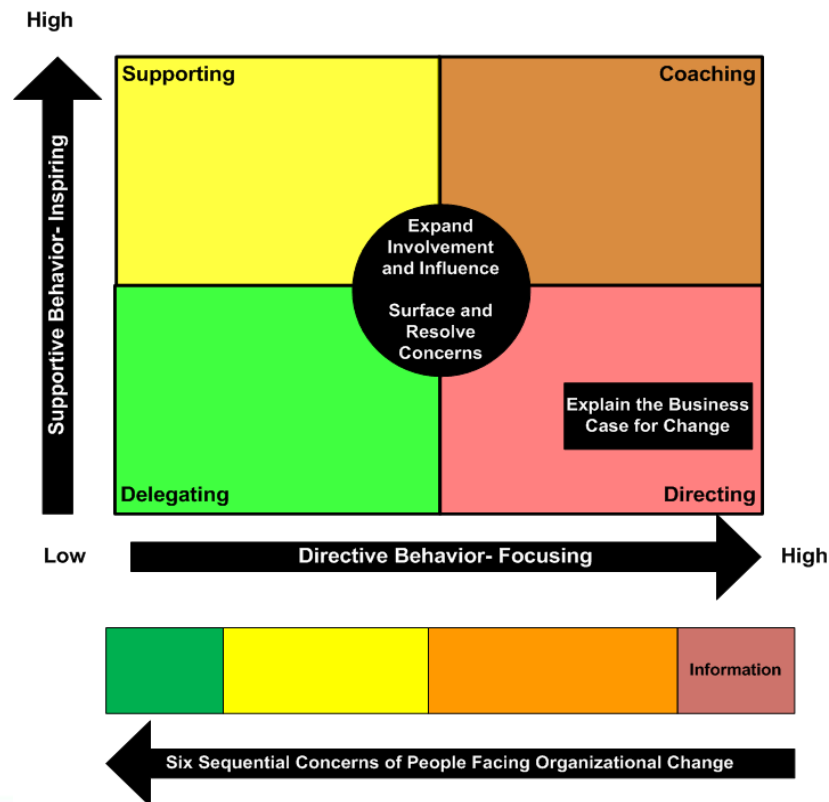 High
Supporting
Coaching
Supportive Behavior- Inspiring
Expand
Involvement
and Influence
Surface and
Resolve
Concerns
Explain the Business
Case for Change
Delegating
Directing
Low
Directive Behavior- Focusing
High
Information
Six Sequential Concerns of People Facing Organizational Change